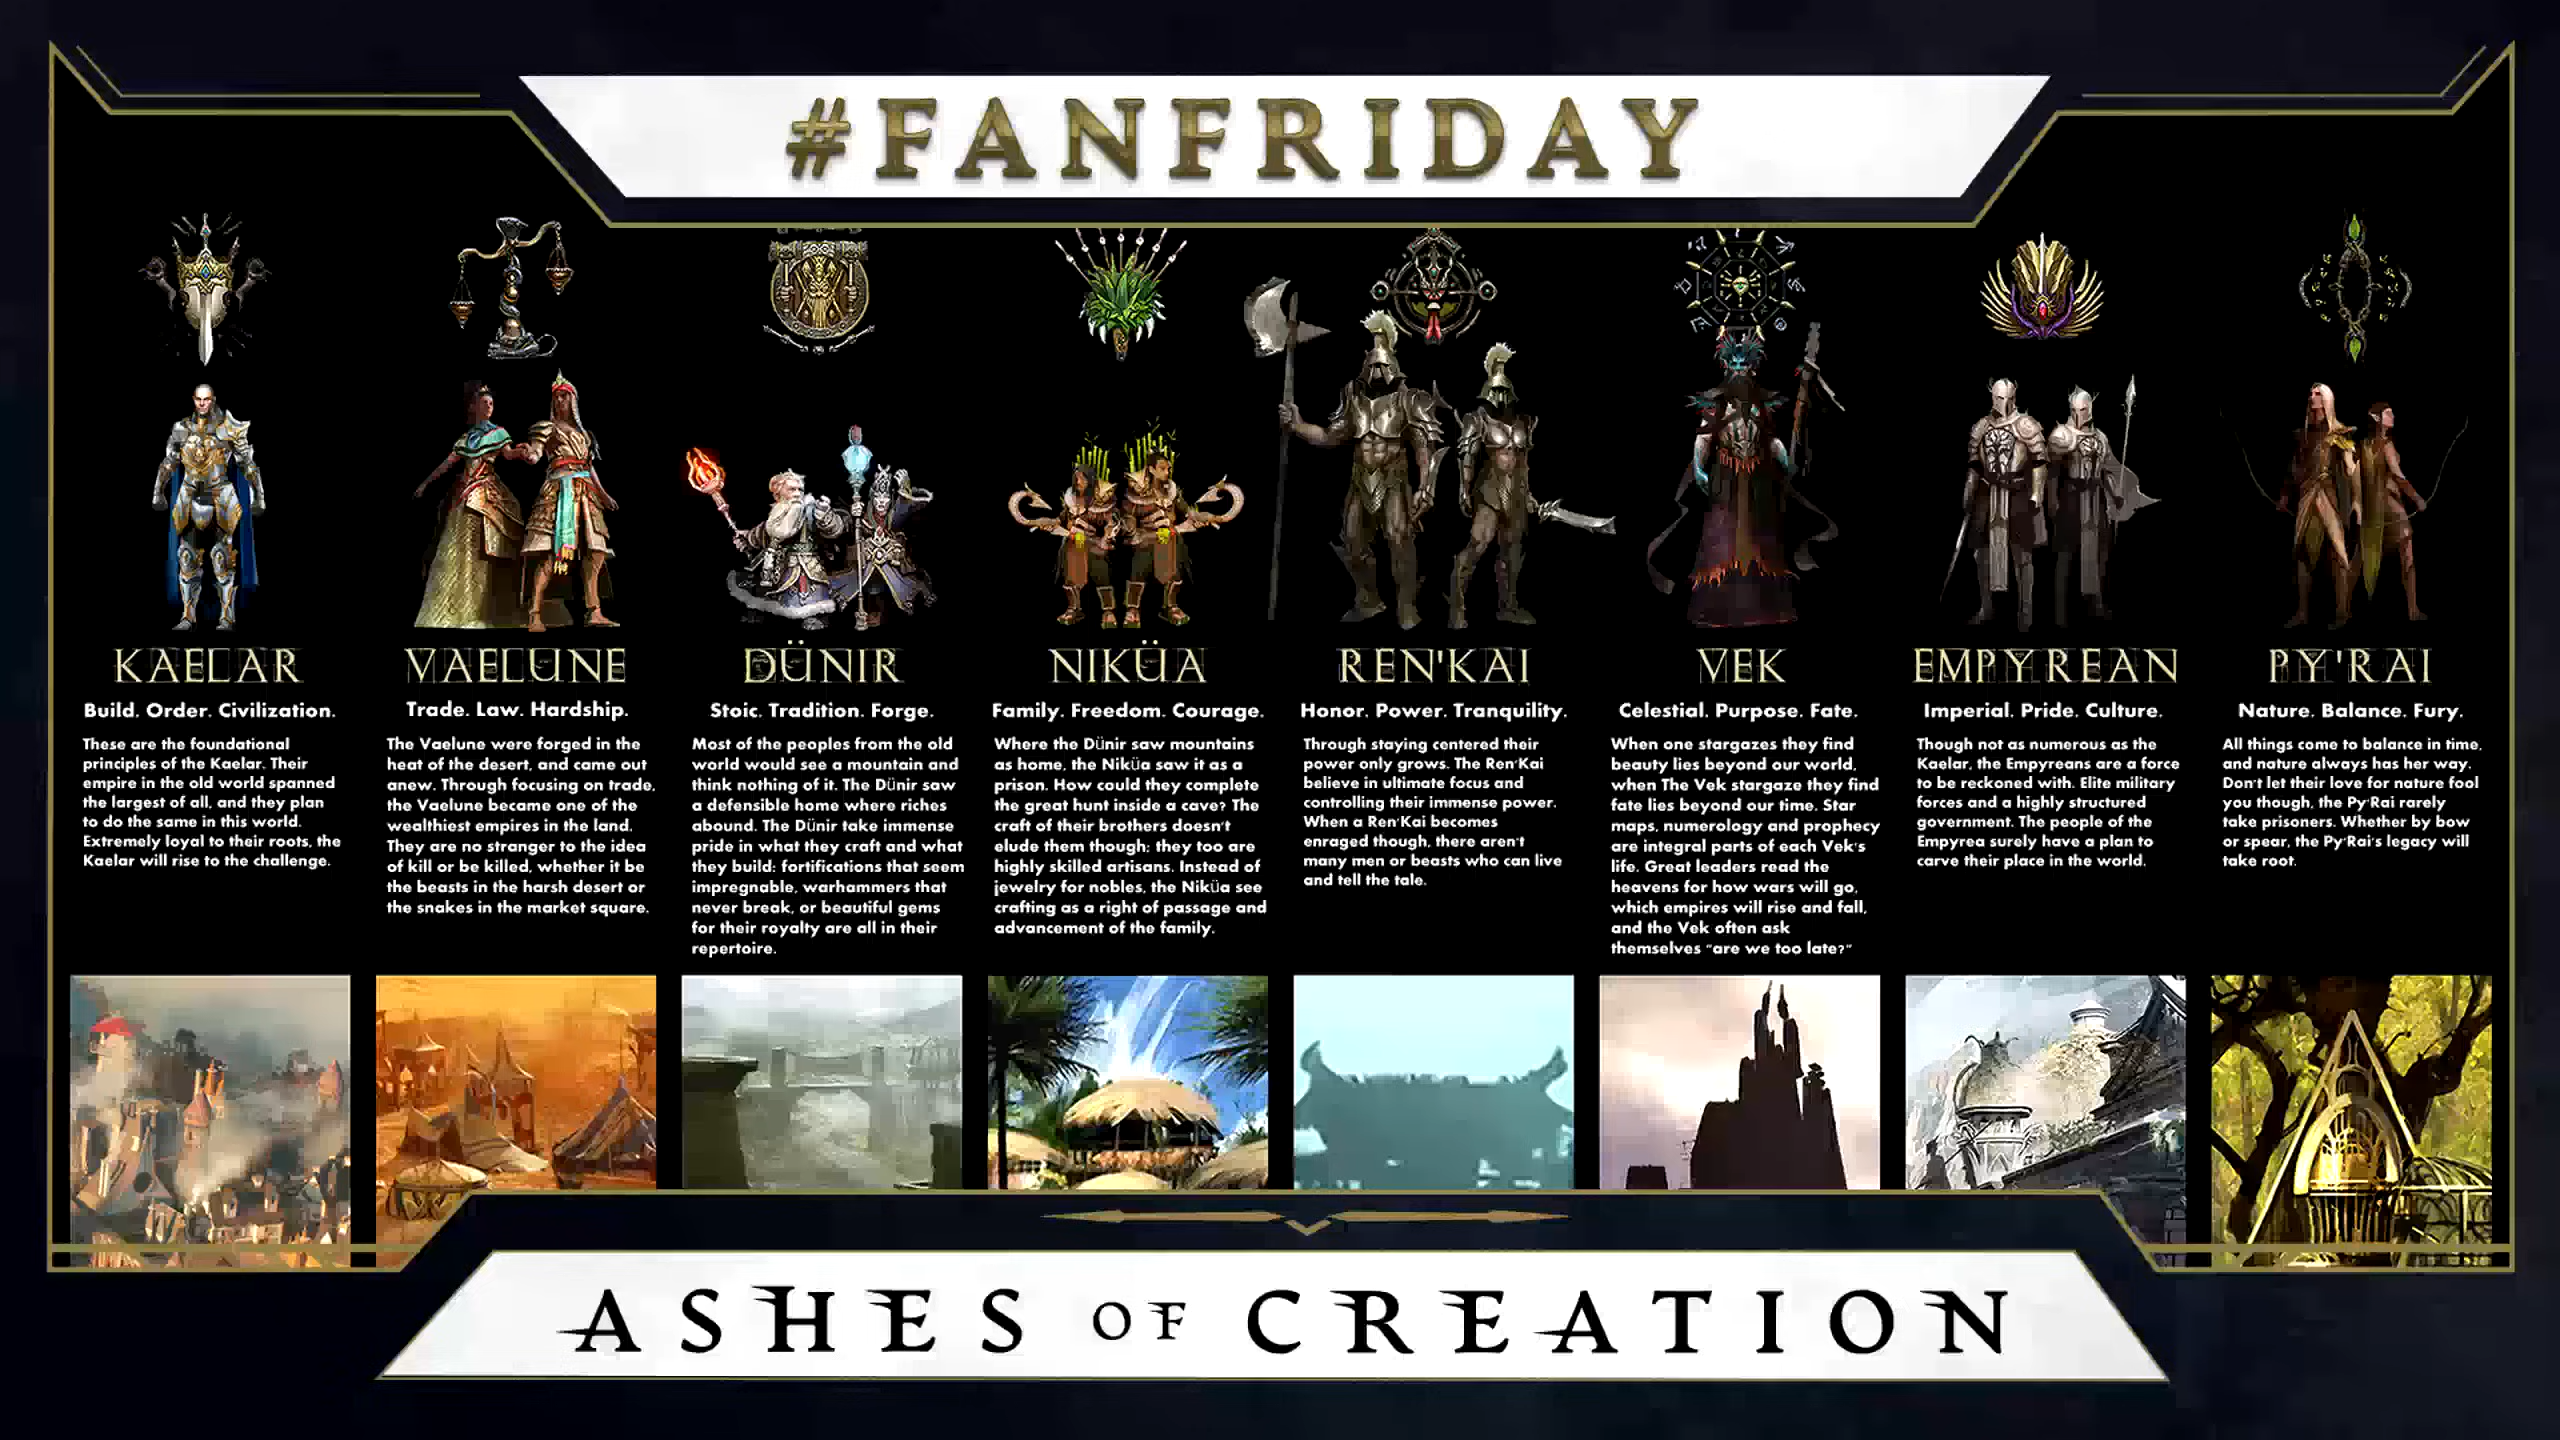 #FANFRIDAY
KAELAR
Build. Order. Civilization.
These are the foundational
principles of the Kaelar. Their
empire in the old world spanned
the largest of all, and they plan
to do the same in this world.
Extremely loyal to their roots, the
Kaelar will rise to the challenge.
VAELUNE
Trade. Law. Hardship.
The Vaelune were forged in the
heat of the desert, and came out
anew. Through focusing on trade,
the Vaelune became one of the
wealthiest empires in the land.
They are no stranger to the idea
of kill or be killed, whether it be
the beasts in the harsh desert or
the snakes in the market square.
DÜNIR
Stoic. Tradition. Forge.
Most of the peoples from the old
world would see a mountain and
think nothing of it. The Dünir saw
a defensible home where riches
abound. The Dünir take immense
pride in what they craft and what
they build: fortifications that seem
impregnable, warhammers that
never break, or beautiful gems
for their royalty are all in their
repertoire.
NIKÜA
Family. Freedom. Courage.
Where the Dünir saw mountains
as home, the Niküa saw it as a
prison. How could they complete
the great hunt inside a cave? The
craft of their brothers doesn't
elude them though; they too are
highly skilled artisans. Instead of
jewelry for nobles, the Niküa see
crafting as a right of passage and
advancement of the family.
REN'KAI
Honor. Power. Tranquility.
Through staying centered their
power only grows. The Ren'Kai
believe in ultimate focus and
controlling their immense power.
When a Ren'Kai becomes
enraged though, there aren't
many men or beasts who can live
and tell the tale.
VEK
Celestial. Purpose. Fate.
When one stargazes they find
beauty lies beyond our world,
when The Vek stargaze they find
fate lies beyond our time. Star
maps, numerology and prophecy
are integral parts of each Vek's
life. Great leaders read the
heavens for how wars will go,
which empires will rise and fall,
and the Vek often ask
themselves "are we too late?"
EMPYREAN
Imperial. Pride. Culture.
Though not as numerous as the
Kaelar, the Empyreans are a force
to be reckoned with. Elite military
forces and a highly structured
government. The people of the
Empyrea surely have a plan to
carve their place in the world.
PY'RAI
Nature. Balance. Fury.
All things come to balance in time,
and nature always has her way.
Don't let their love for nature fool
you though, the Py'Rai rarely
take prisoners. Whether by bow
or spear, the Py'Rai's legacy will
take root.
ASHES OF CREATION